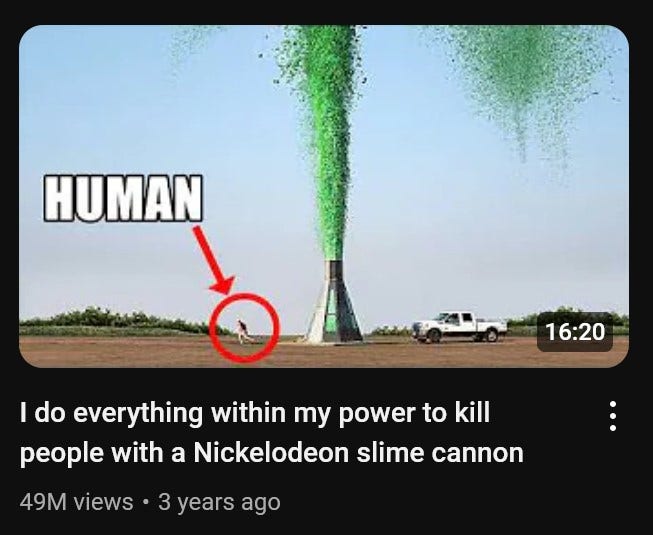 HUMAN
16:20
I do everything within my power to kill
people with a Nickelodeon slime cannon
49M views • 3 years ago